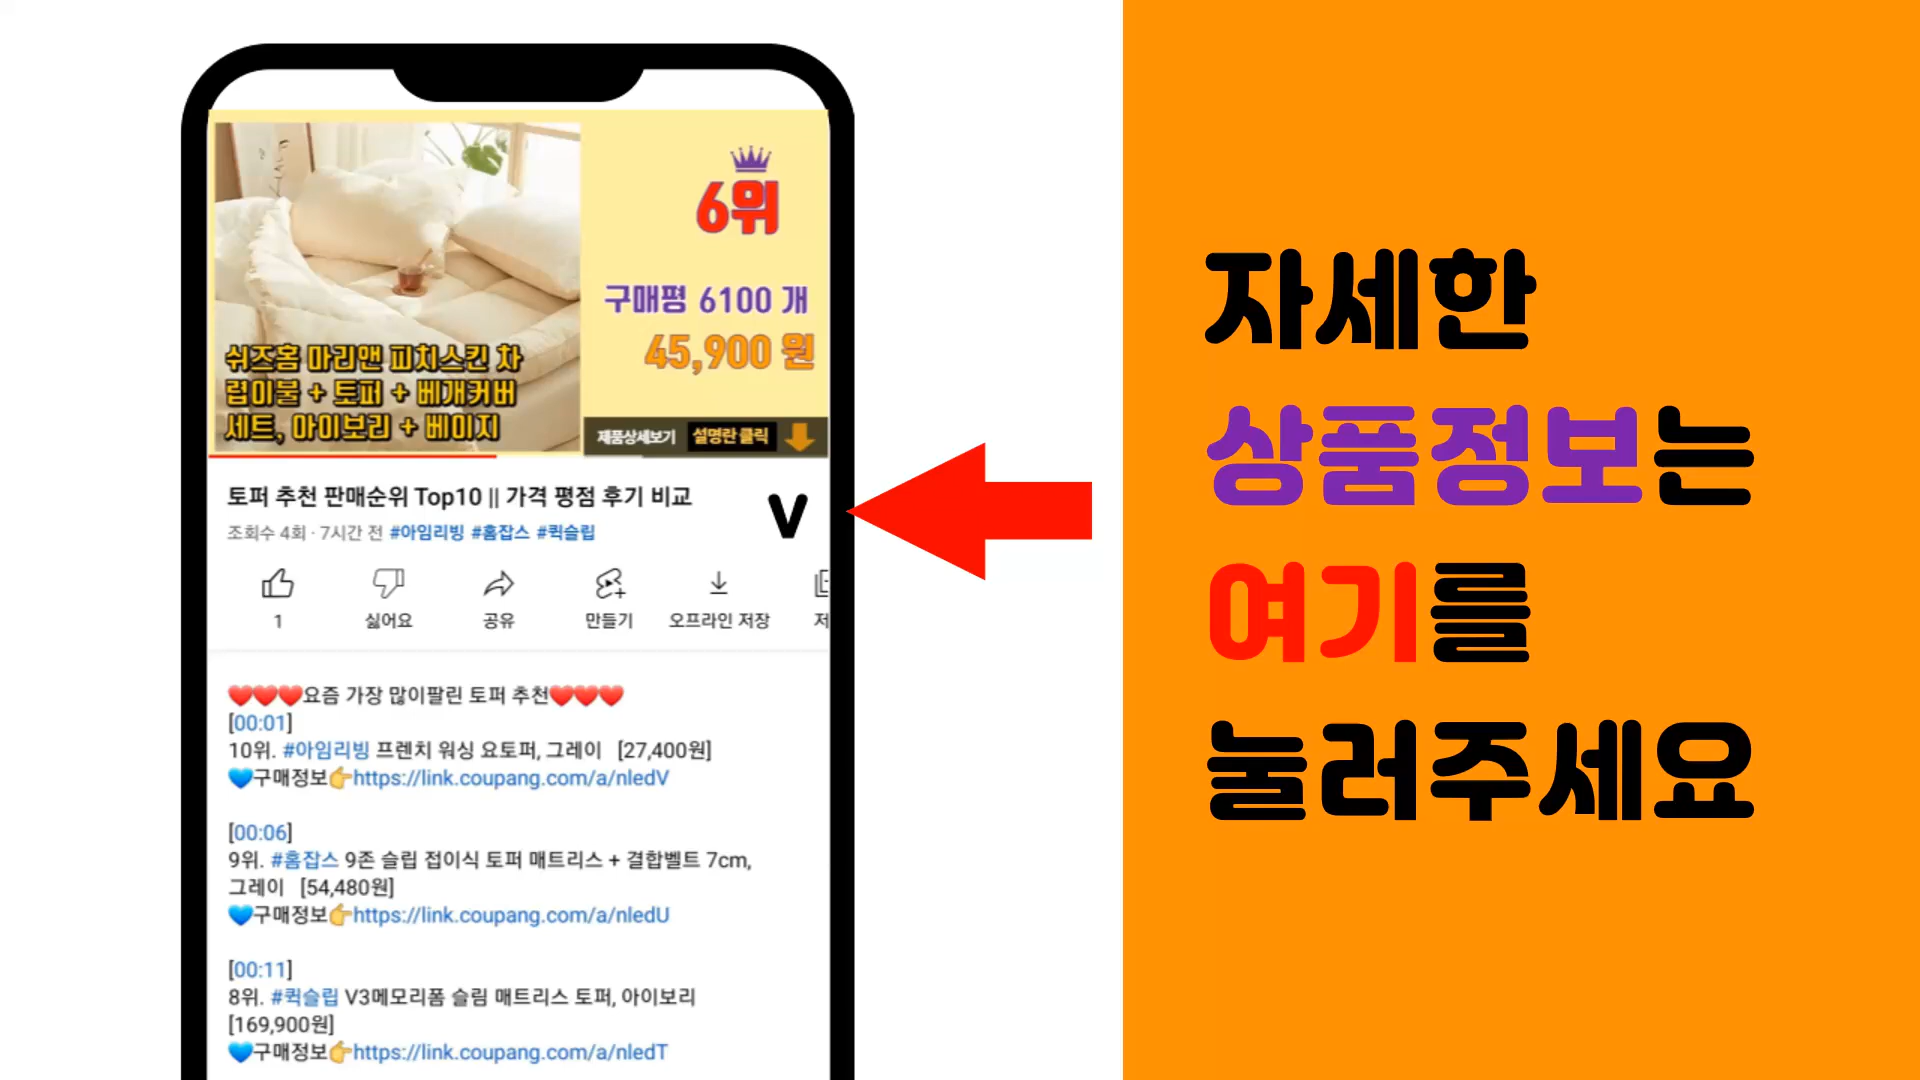 6위
구매평 6100 개
45,900 원
쉬즈홈 마리앤 피치스킨 차
렵이불 + 토퍼 + 베개커버
세트, 아이보리 + 베이지
제품상세보기 설명란 클릭
토퍼 추천 판매순위 Top10 || 가격 평점 후기 비교
V
조회수 4회 · 7시간 전 #아임리빙 #홈잡스 #퀵슬립
1
싫어요
공유
만들기
오프라인 저장
저
❤️❤️❤️요즘 가장 많이팔린 토퍼 추천❤️❤️❤️
[00:01]
10위. #아임리빙 프렌치 워싱 요토퍼, 그레이 [27,400원]
💙구매정보👉https://link.coupang.com/a/nledV
[00:06]
9위. #홈잡스 9존 슬립 접이식 토퍼 매트리스 + 결합벨트 7cm,
그레이 [54,480원]
💙구매정보👉https://link.coupang.com/a/nledU
[00:11]
8위. #퀵슬립 V3메모리폼 슬림 매트리스 토퍼, 아이보리
[169,900원]
💙구매정보👉https://link.coupang.com/a/nledT
자세한
상품정보는
여기를
눌러주세요